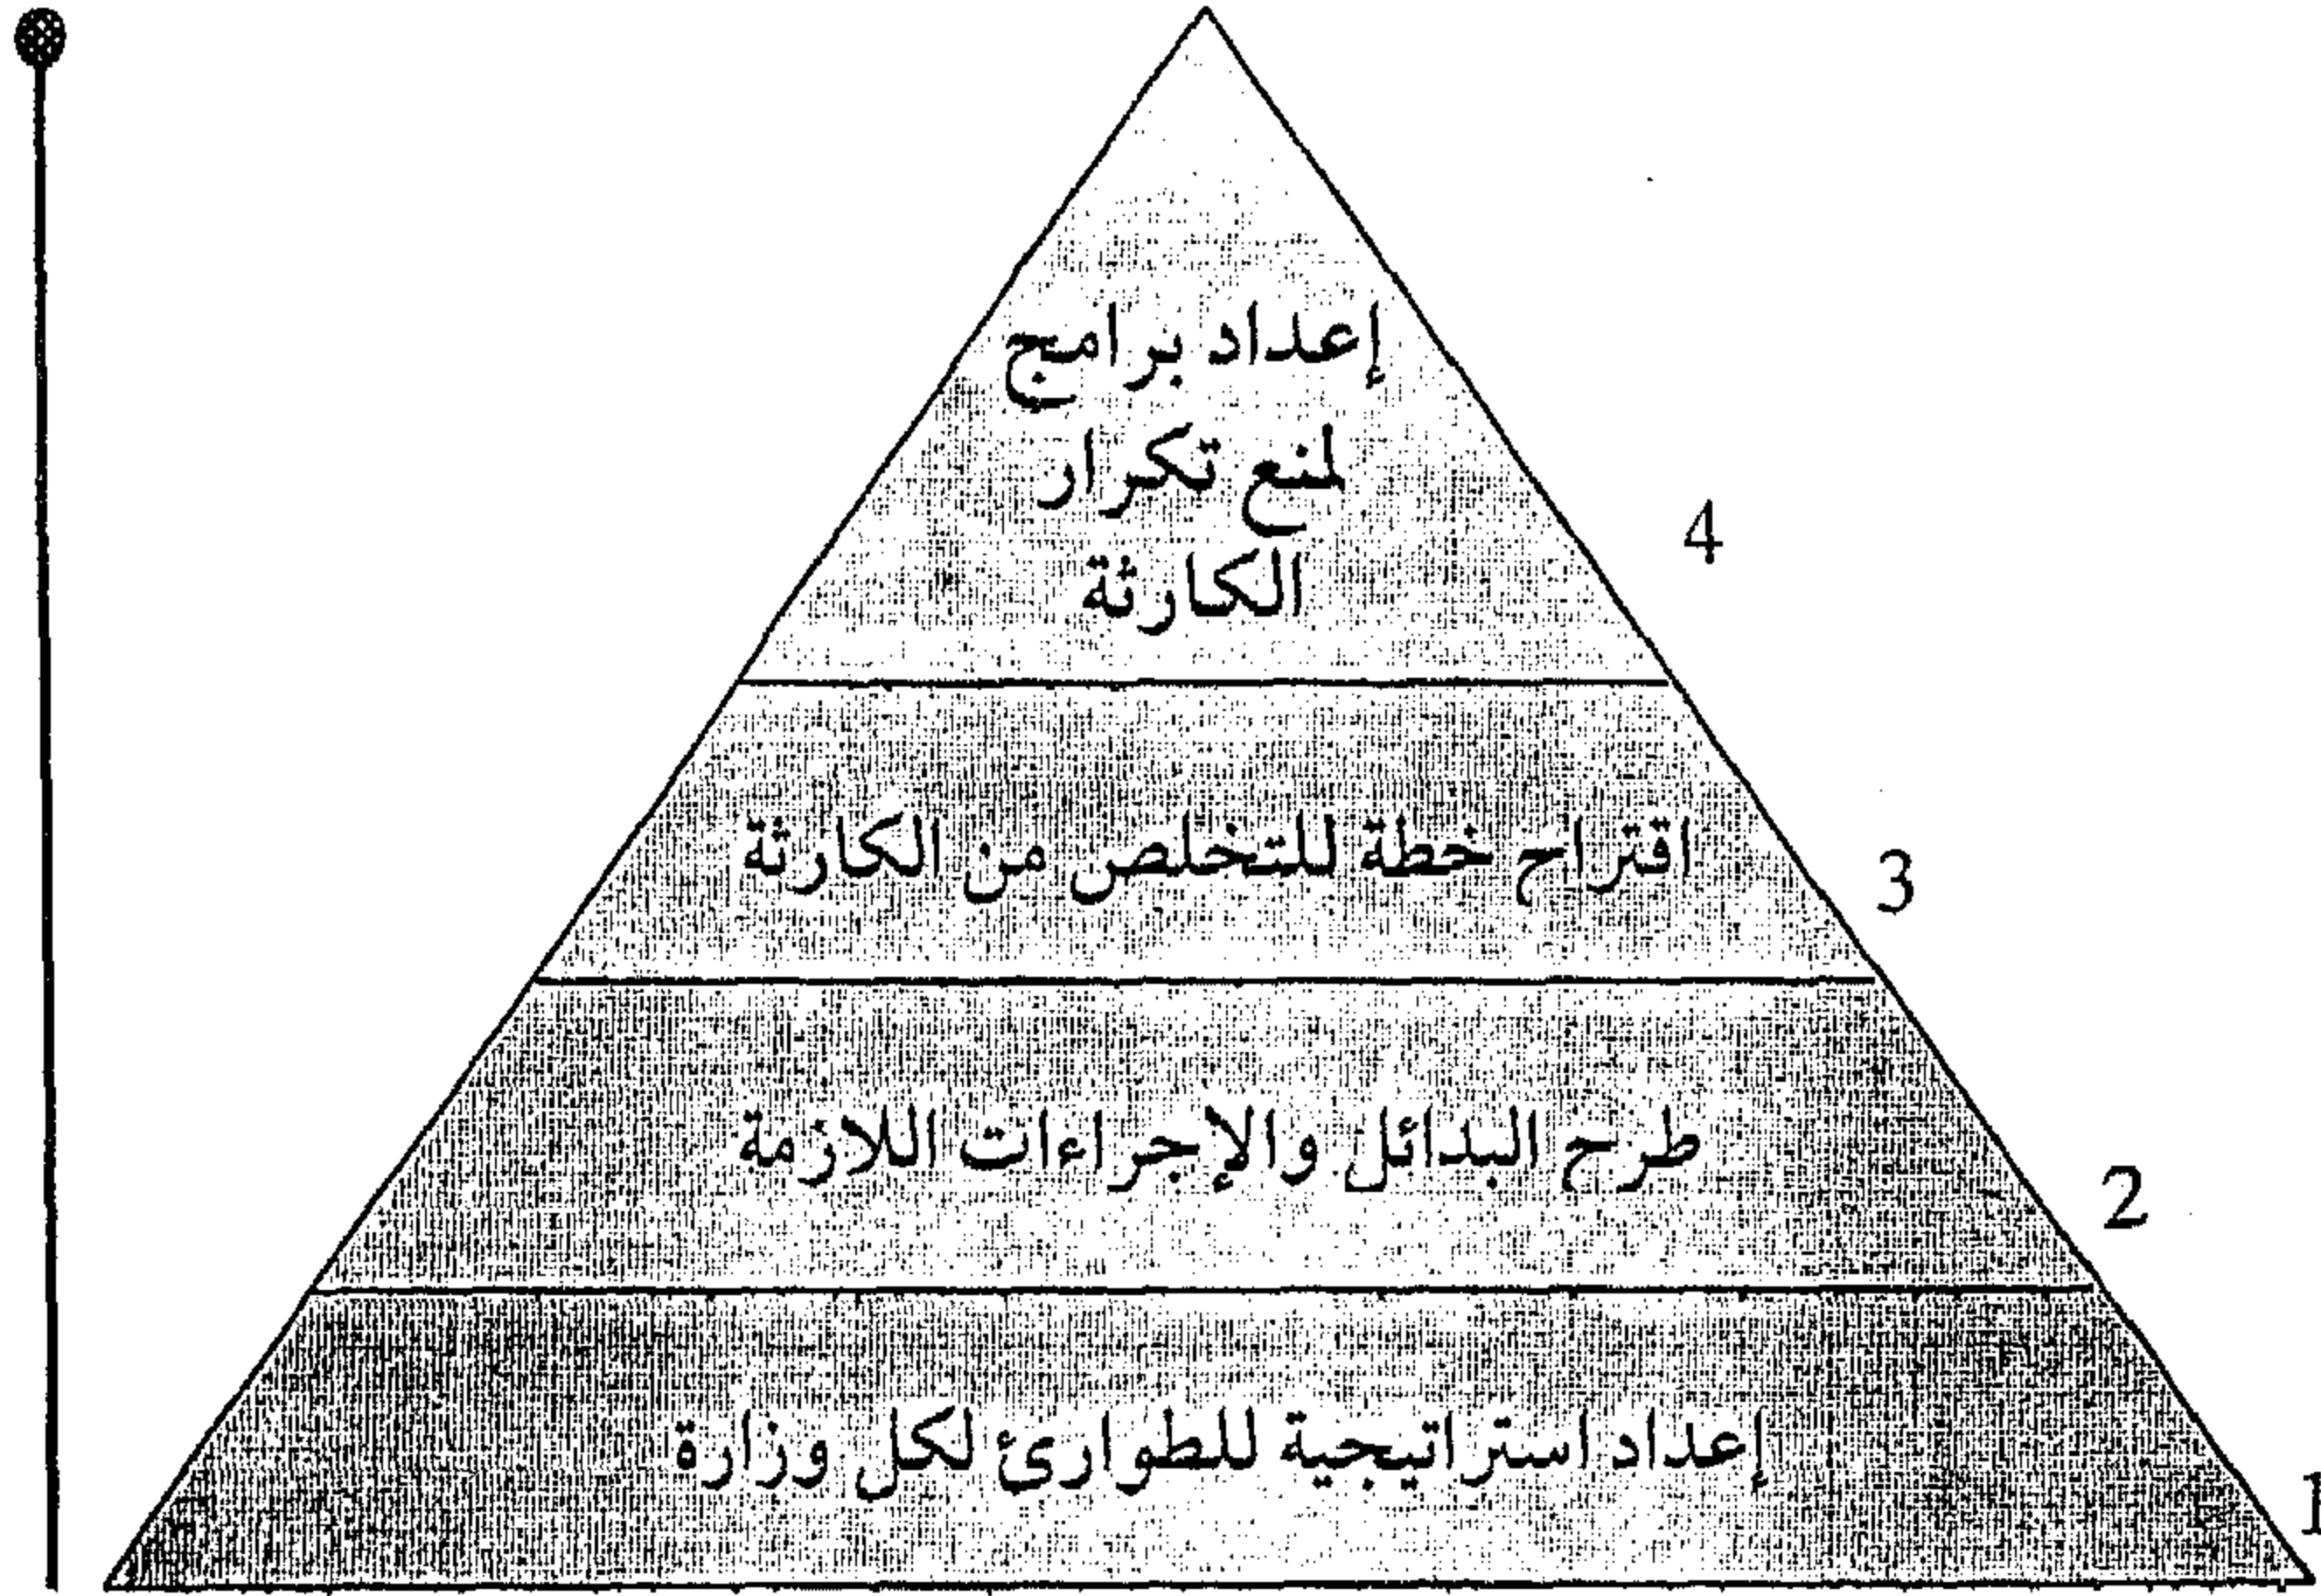 إعداد برامج
لمنع تكرار
الكارثة
4
اقتراح خطة للتخلص من الكارثة
3
طرح البدائل والإجراءات اللازمة
2
إعداد استراتيجية للطوارئ لكل وزارة
1